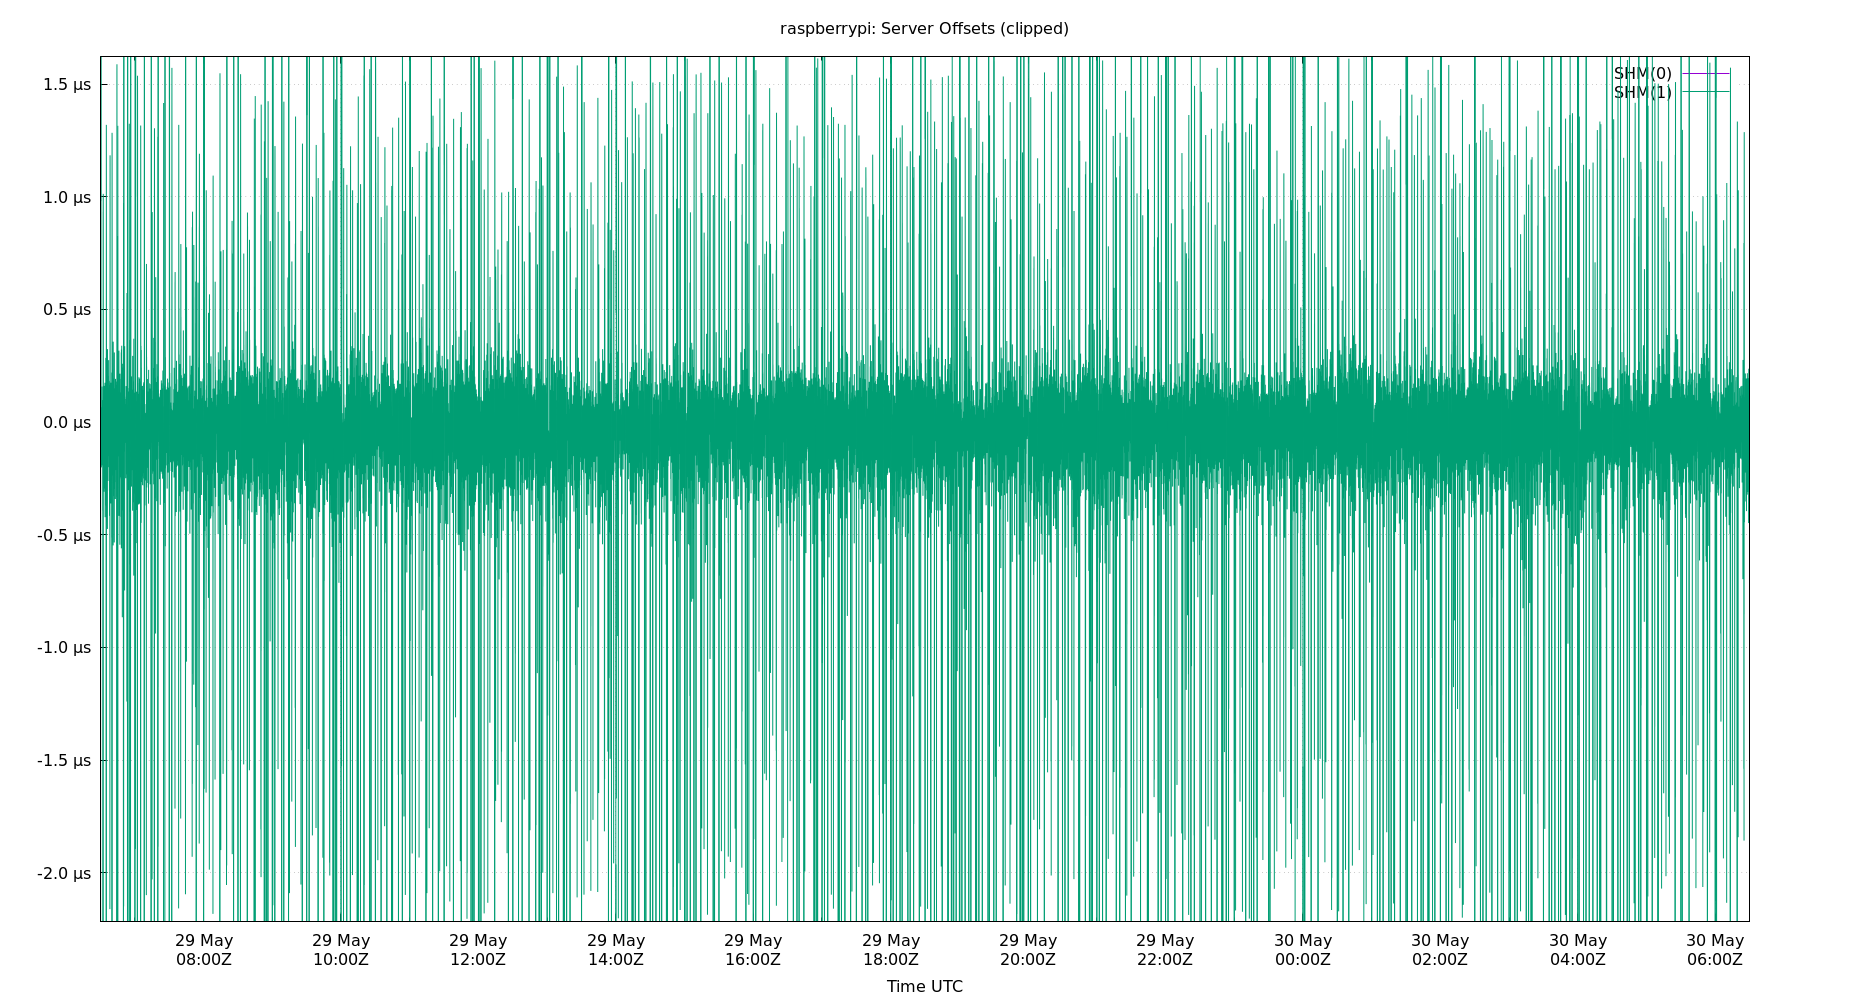 raspberrypi: Server Offsets (clipped)
SHM(0)
SHM(1)
1.5 µs
1.0 µs
0.5 µs
0.0 µs
-0.5 µs
-1.0 µs
-1.5 µs
-2.0 µs
29 May 29 May 29 May 29 May 29 May 29 May 29 May 29 May 30 May 30 May 30 May 30 May
08:00Z 10:00Z 12:00Z 14:00Z 16:00Z 18:00Z 20:00Z 22:00Z 00:00Z 02:00Z 04:00Z 06:00Z
Time UTC